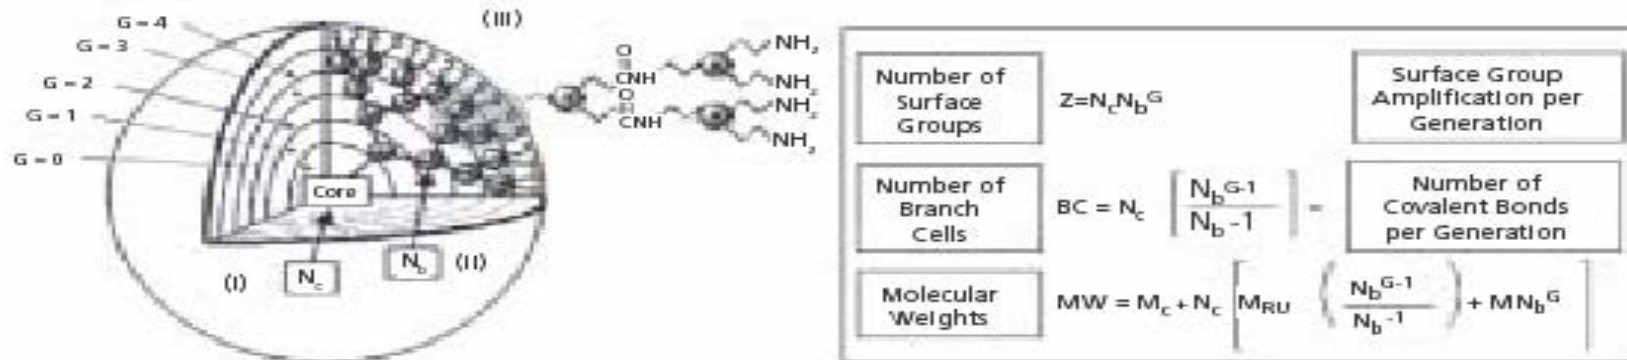 (III)
G = 4
G = 3
G = 2
G = 1
G = 0
Core
(I)
N_c
N_b
(II)
O
CNH
O
CNH
NH₂
NH₂
NH₂
NH₂
Number of
Surface
Groups
Z=N_cN_b^G
Surface Group
Amplification per
Generation
Number of
Branch
Cells
BC = N_c [N_b^G-1 / N_b-1] =
Number of
Covalent Bonds
per Generation
Molecular
Weights
MW = M_c + N_c [M_RU (N_b^G-1 / N_b-1) + MN_b^G]